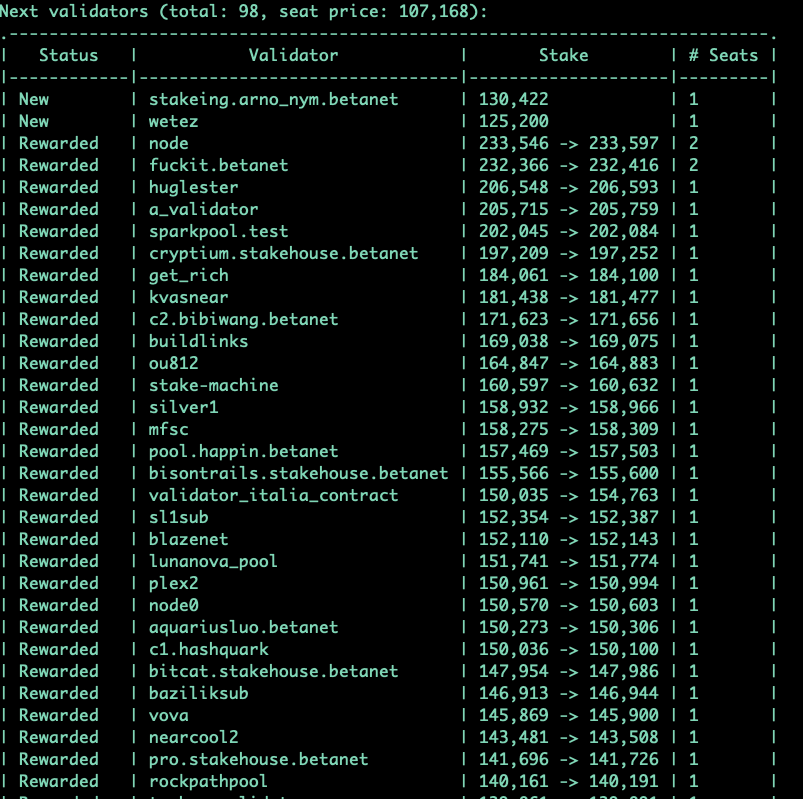 Next validators (total: 98, seat price: 107,168):
.----------------------------------------------------------------------------.
| Status | Validator | Stake | # Seats |
|------------|--------------------------------|--------------------|---------|
| New | stakeing.arno_nym.betanet | 130,422 | 1 |
| New | wetez | 125,200 | 1 |
| Rewarded | node | 233,546 -> 233,597 | 2 |
| Rewarded | fuckit.betanet | 232,366 -> 232,416 | 2 |
| Rewarded | huglester | 206,548 -> 206,593 | 1 |
| Rewarded | a_validator | 205,715 -> 205,759 | 1 |
| Rewarded | sparkpool.test | 202,045 -> 202,084 | 1 |
| Rewarded | cryptium.stakehouse.betanet | 197,209 -> 197,252 | 1 |
| Rewarded | get_rich | 184,061 -> 184,100 | 1 |
| Rewarded | kvasnear | 181,438 -> 181,477 | 1 |
| Rewarded | c2.bibiwang.betanet | 171,623 -> 171,656 | 1 |
| Rewarded | buildlinks | 169,038 -> 169,075 | 1 |
| Rewarded | ou812 | 164,847 -> 164,883 | 1 |
| Rewarded | stake-machine | 160,597 -> 160,632 | 1 |
| Rewarded | silver1 | 158,932 -> 158,966 | 1 |
| Rewarded | mfsc | 158,275 -> 158,309 | 1 |
| Rewarded | pool.happin.betanet | 157,469 -> 157,503 | 1 |
| Rewarded | bisontrails.stakehouse.betanet | 155,566 -> 155,600 | 1 |
| Rewarded | validator_italia_contract | 150,035 -> 154,763 | 1 |
| Rewarded | sl1sub | 152,354 -> 152,387 | 1 |
| Rewarded | blazenet | 152,110 -> 152,143 | 1 |
| Rewarded | lunanova_pool | 151,741 -> 151,774 | 1 |
| Rewarded | plex2 | 150,961 -> 150,994 | 1 |
| Rewarded | node0 | 150,570 -> 150,603 | 1 |
| Rewarded | aquariusluo.betanet | 150,273 -> 150,306 | 1 |
| Rewarded | c1.hashquark | 150,036 -> 150,100 | 1 |
| Rewarded | bitcat.stakehouse.betanet | 147,954 -> 147,986 | 1 |
| Rewarded | baziliksub | 146,913 -> 146,944 | 1 |
| Rewarded | vova | 145,869 -> 145,900 | 1 |
| Rewarded | nearcool2 | 143,481 -> 143,508 | 1 |
| Rewarded | pro.stakehouse.betanet | 141,696 -> 141,726 | 1 |
| Rewarded | rockpathpool | 140,161 -> 140,191 | 1 |